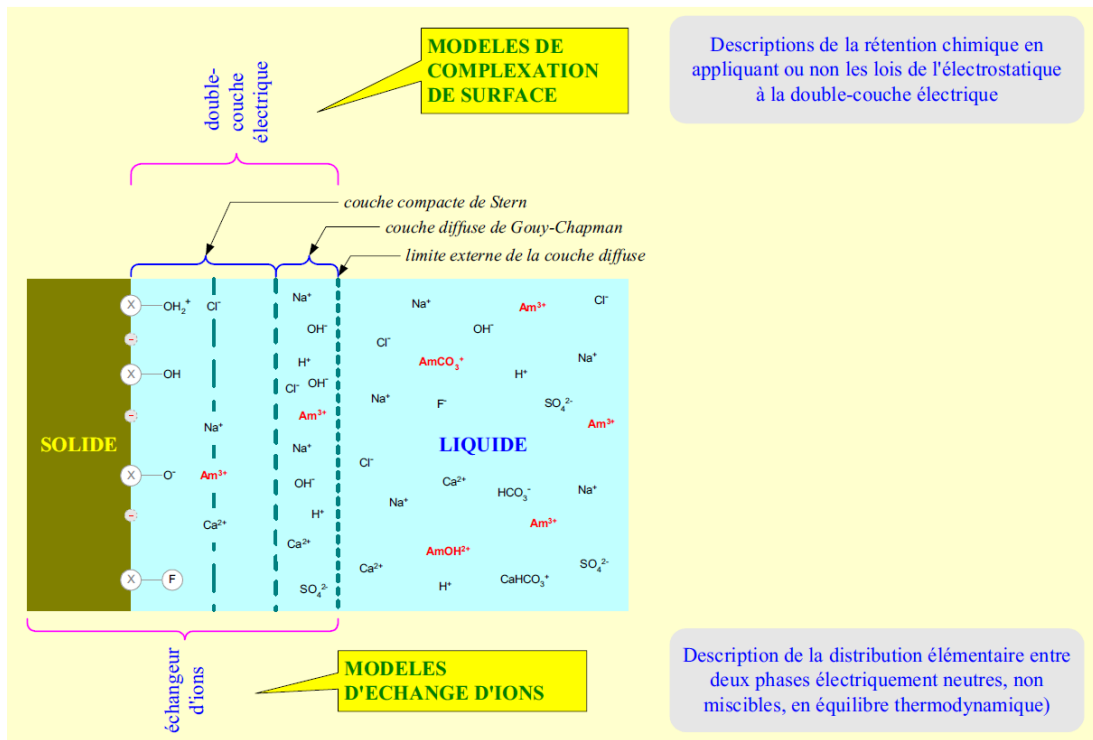 double-
couche
électrique
MODELES DE
COMPLEXATION
DE SURFACE
Descriptions de la rétention chimique en
appliquant ou non les lois de l'électrostatique
à la double-couche électrique
couche compacte de Stern
couche diffuse de Gouy-Chapman
limite externe de la couche diffuse
X OH₂⁺ Cl⁻ Na⁺ Na⁺ Am³⁺ Cl⁻
OH⁻ OH⁻
- Cl⁻
H⁺ AmCO₃⁺ Na⁺
X OH H⁺
Cl⁻ OH⁻ Na⁺ F⁻ SO₄²⁻
- Am³⁺ Am³⁺
Na⁺
SOLIDE Na⁺ LIQUIDE
Cl⁻
X O⁻ Am³⁺ OH⁻ Ca²⁺ HCO₃⁻ Na⁺
Na⁺
- H⁺
Ca²⁺ Am³⁺
Ca²⁺ AmOH²⁺
Ca²⁺ SO₄²⁻
X F SO₄²⁻ H⁺ CaHCO₃⁺
échangeur
d'ions
MODELES
D'ECHANGE D'IONS
Description de la distribution élémentaire entre
deux phases électriquement neutres, non
miscibles, en équilibre thermodynamique)